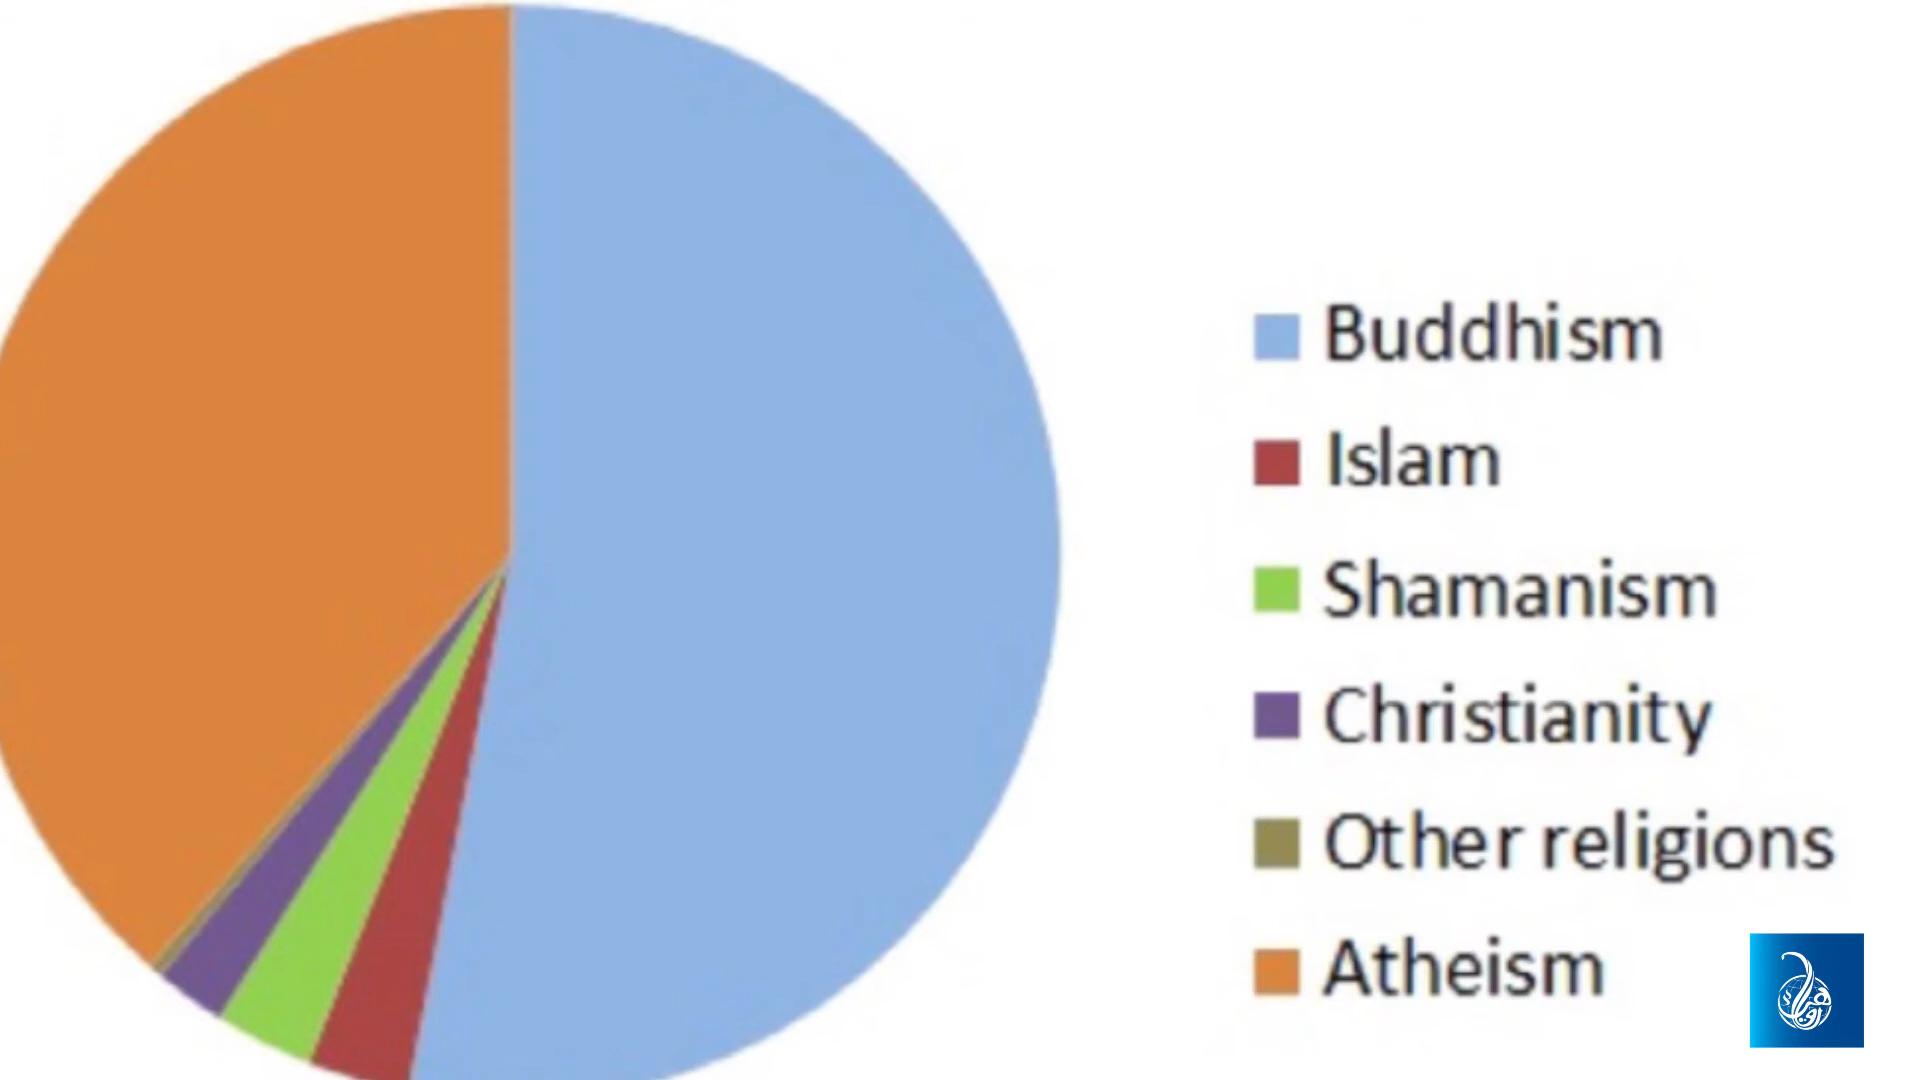 Buddhism
Islam
Shamanism
Christianity
Other religions
Atheism